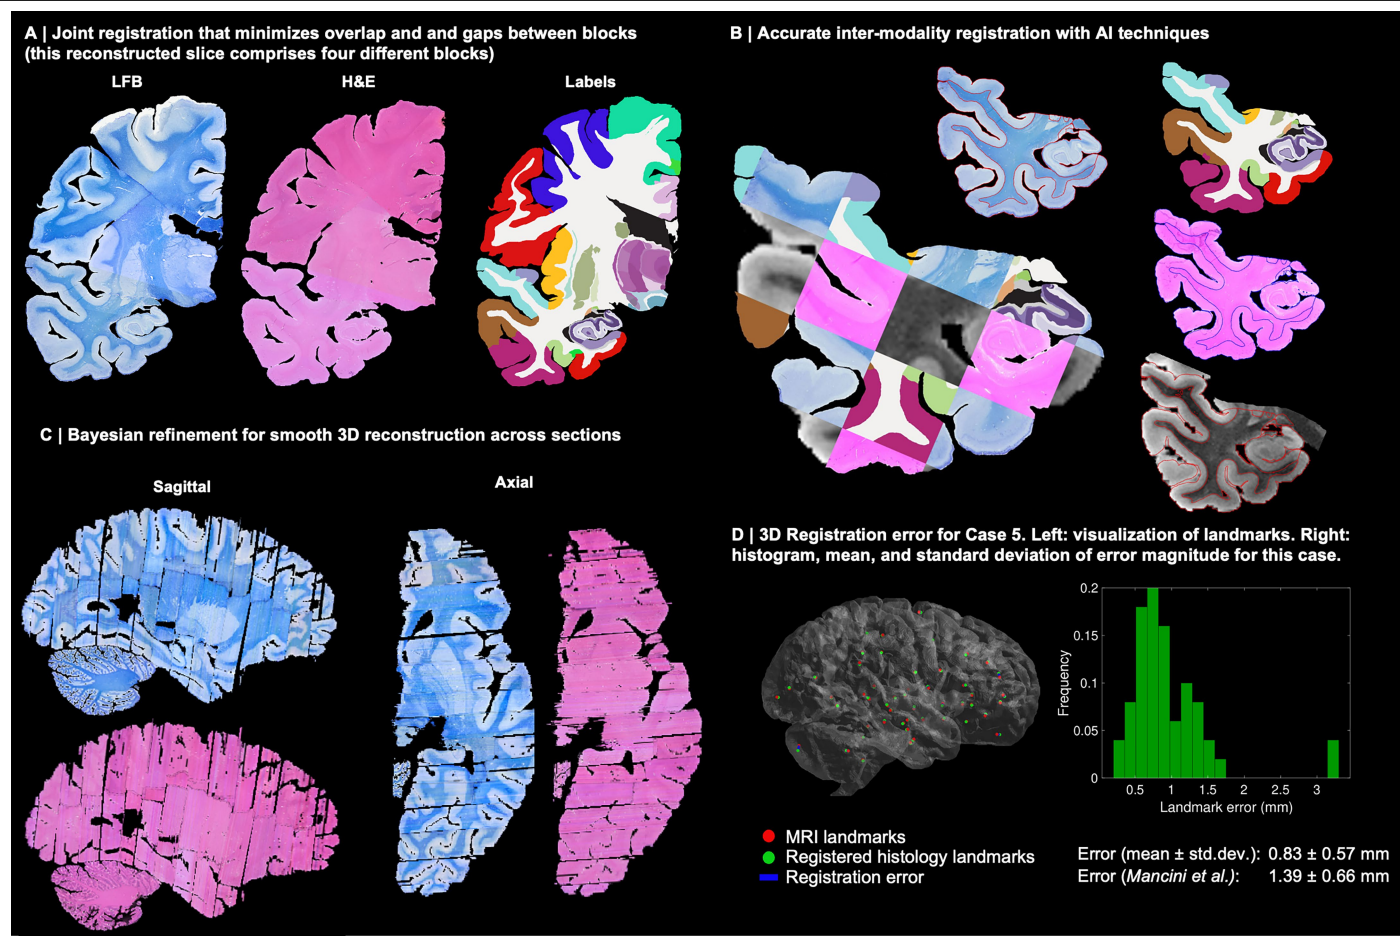 A | Joint registration that minimizes overlap and and gaps between blocks
(this reconstructed slice comprises four different blocks)
LFB
H&E
Labels
B | Accurate inter-modality registration with AI techniques
C | Bayesian refinement for smooth 3D reconstruction across sections
Sagittal
Axial
D | 3D Registration error for Case 5. Left: visualization of landmarks. Right:
histogram, mean, and standard deviation of error magnitude for this case.
MRI landmarks
Registered histology landmarks
Registration error
Frequency
0.2
0.15
0.1
0.05
0
0.5
1
1.5
2
2.5
3
Landmark error (mm)
Error (mean ± std.dev.): 0.83 ± 0.57 mm
Error (Mancini et al.): 1.39 ± 0.66 mm